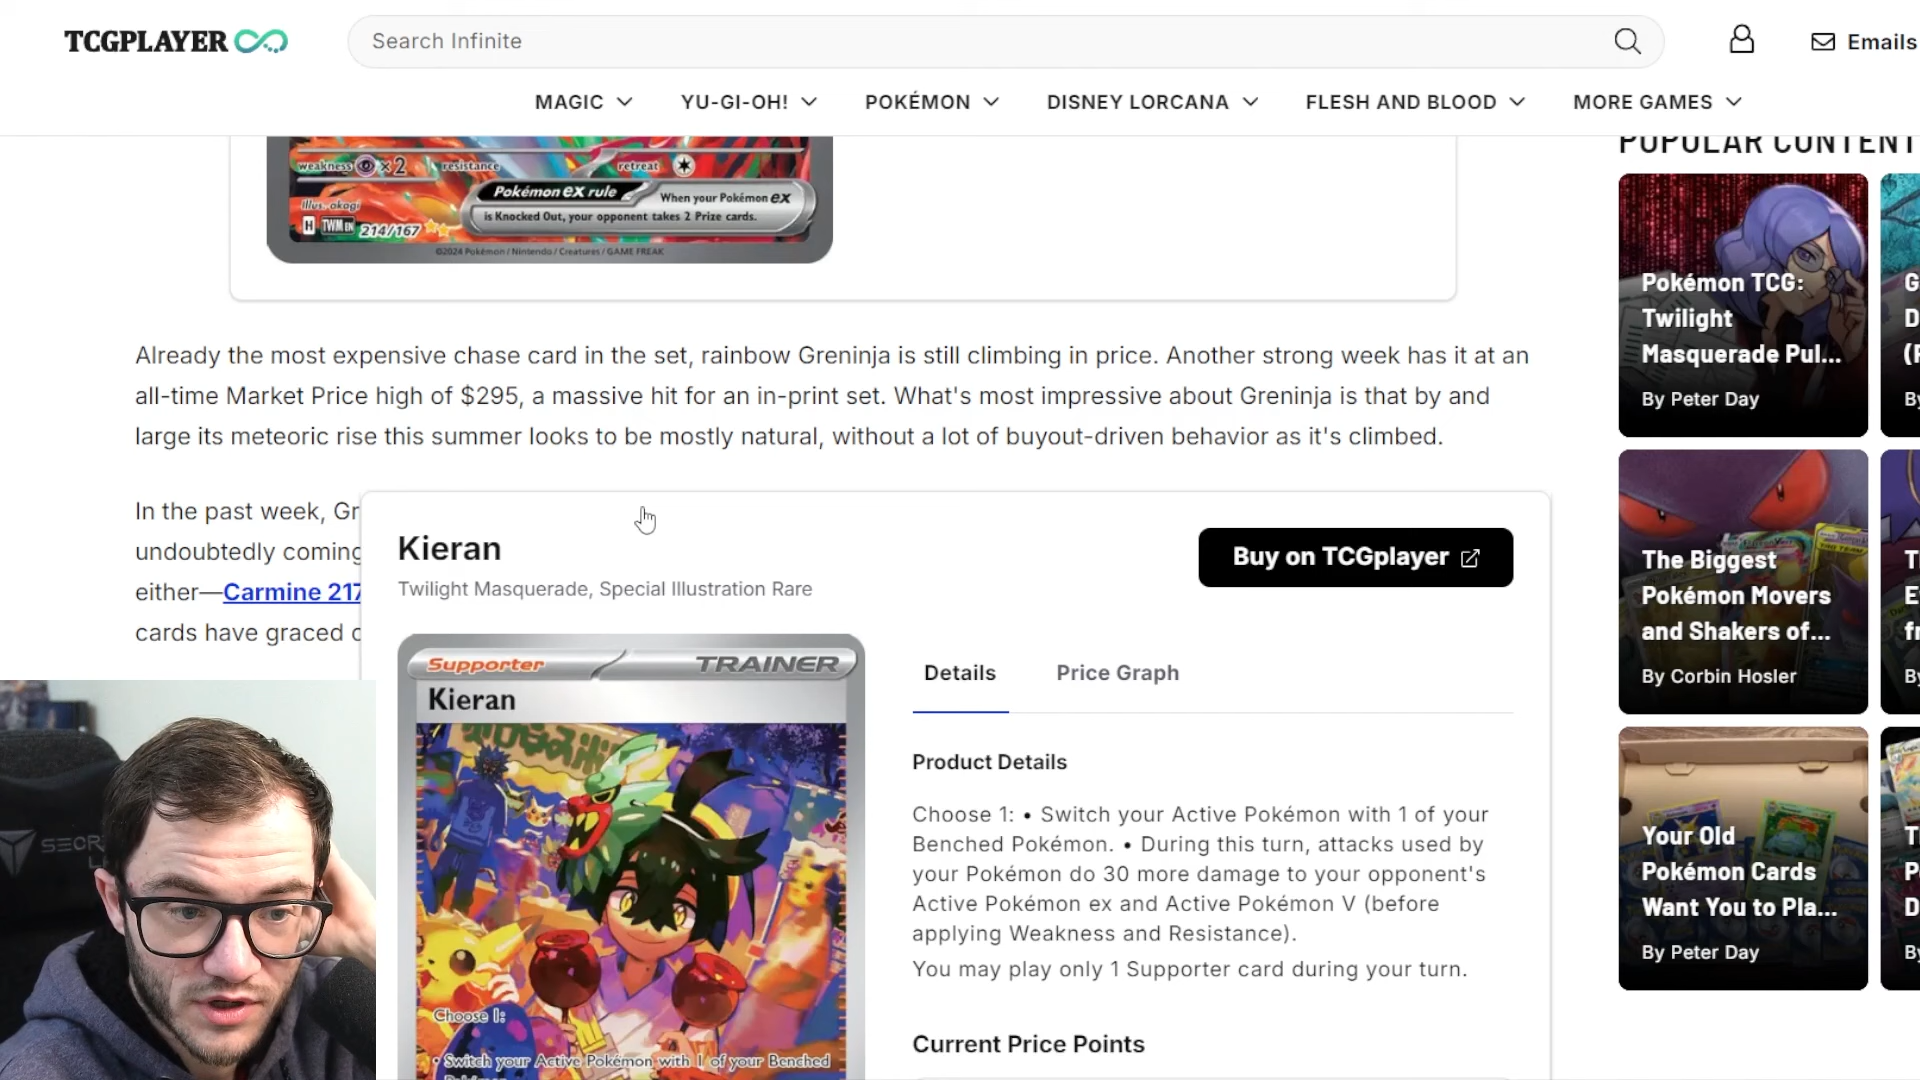 TCGPLAYER
Search Infinite
Emails
MAGIC
YU-GI-OH!
POKÉMON
DISNEY LORCANA
FLESH AND BLOOD
MORE GAMES
weakness ×2 resistance retreat
Pokémon ex rule When your Pokémon ex
is Knocked Out, your opponent takes 2 Prize cards.
Illus. okogi
H TWM EN 214/167
©2024 Pokémon / Nintendo / Creatures / GAME FREAK
Already the most expensive chase card in the set, rainbow Greninja is still climbing in price. Another strong week has it at an
all-time Market Price high of $295, a massive hit for an in-print set. What's most impressive about Greninja is that by and
large its meteoric rise this summer looks to be mostly natural, without a lot of buyout-driven behavior as it's climbed.
In the past week, Gr
undoubtedly coming
either—Carmine 217
cards have graced
Kieran
Twilight Masquerade, Special Illustration Rare
Buy on TCGplayer
Supporter TRAINER
Kieran
Choose 1:
• Switch your Active Pokémon with 1 of your Benched
Details
Price Graph
Product Details
Choose 1: • Switch your Active Pokémon with 1 of your
Benched Pokémon. • During this turn, attacks used by
your Pokémon do 30 more damage to your opponent's
Active Pokémon ex and Active Pokémon V (before
applying Weakness and Resistance).
You may play only 1 Supporter card during your turn.
Current Price Points
POPULAR CONTENT
Pokémon TCG:
Twilight
Masquerade Pul...
By Peter Day
The Biggest
Pokémon Movers
and Shakers of...
By Corbin Hosler
Your Old
Pokémon Cards
Want You to Pla...
By Peter Day